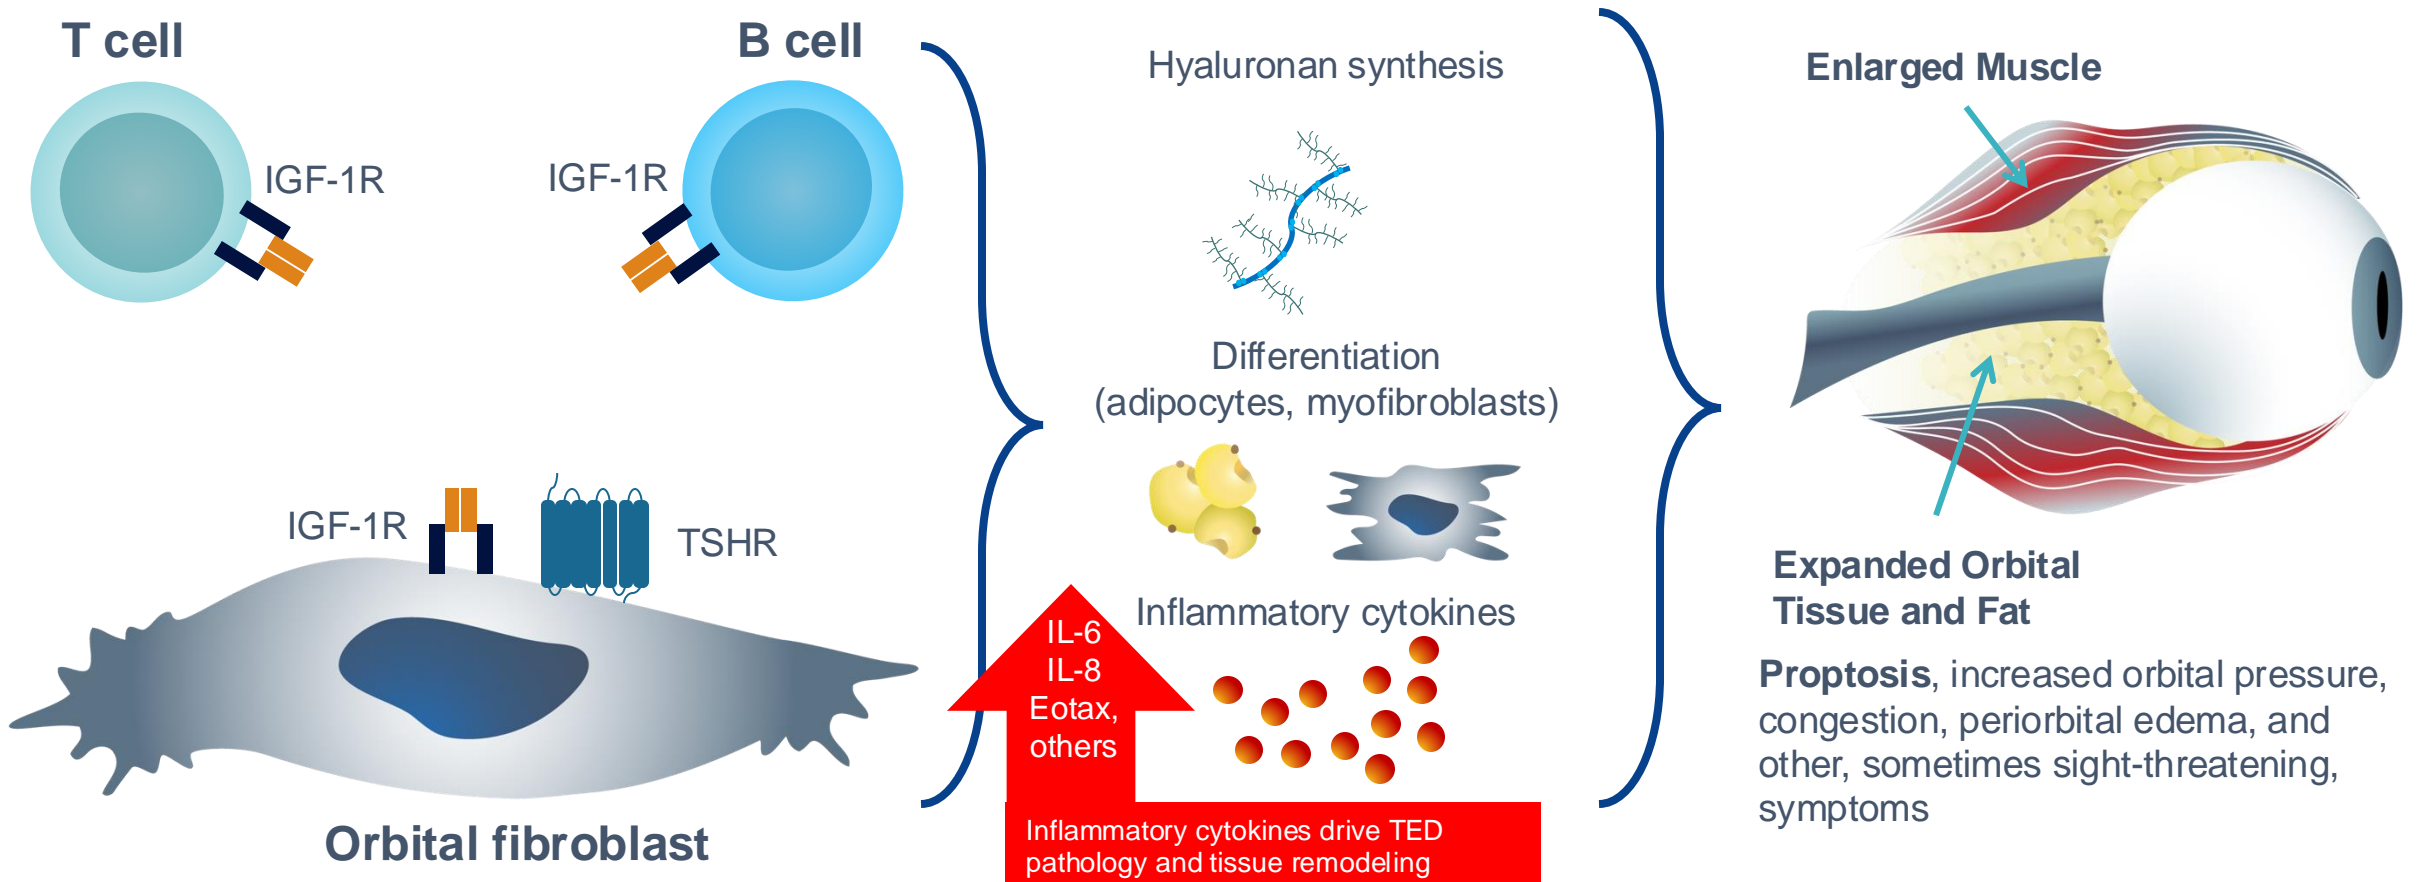 T cell
IGF-1R
B cell
IGF-1R
IGF-1R
TSHR
Orbital fibroblast
Hyaluronan synthesis
Differentiation
(adipocytes, myofibroblasts)
Inflammatory cytokines
IL-6
IL-8
Eotax,
others
Inflammatory cytokines drive TED
pathology and tissue remodeling
Enlarged Muscle
Expanded Orbital
Tissue and Fat
Proptosis, increased orbital pressure,
congestion, periorbital edema, and
other, sometimes sight-threatening,
symptoms